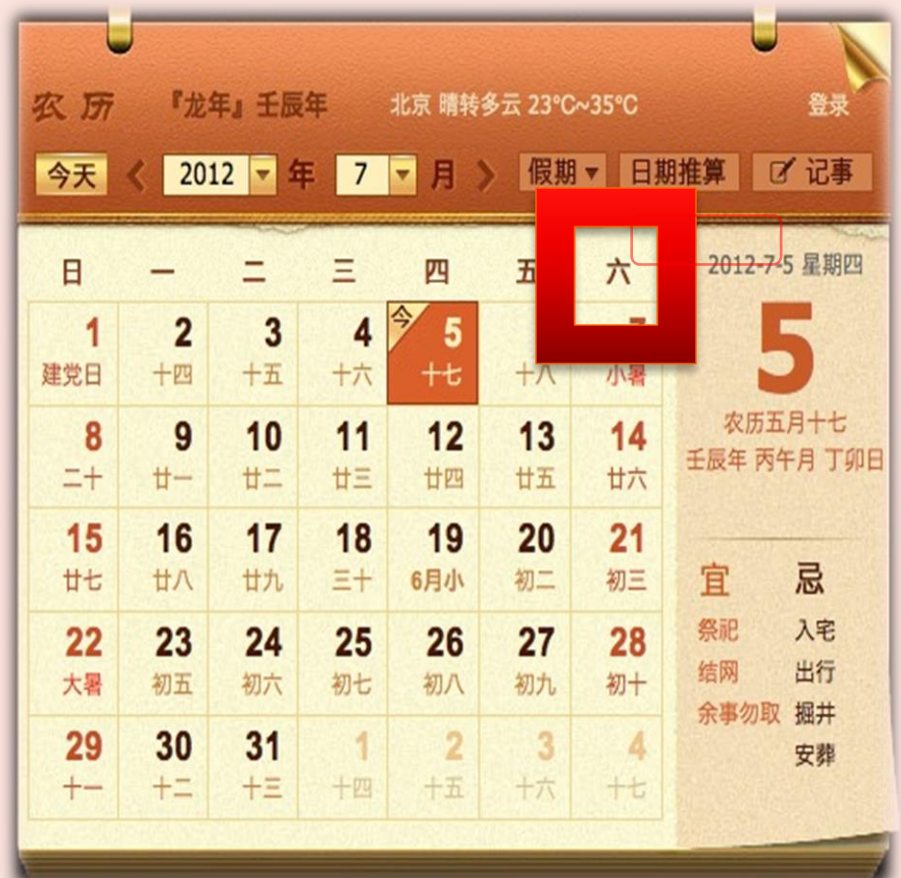 农历 『龙年』壬辰年 北京 晴转多云 23℃~35℃ 登录
今天 2012 年 7 月 假期 日期推算 记事
日 一 二 三 四 五 六
1 2 3 4 今 5
建党日 十四 十五 十六 十七 十八 小暑
8 9 10 11 12 13 14
二十 廿一 廿二 廿三 廿四 廿五 廿六
15 16 17 18 19 20 21
廿七 廿八 廿九 三十 6月小 初二 初三
22 23 24 25 26 27 28
大暑 初五 初六 初七 初八 初九 初十
29 30 31 1 2 3 4
十一 十二 十三 十四 十五 十六 十七
2012-7-5 星期四
5
农历五月十七
壬辰年 丙午月 丁卯日
宜 忌
祭祀 入宅
结网 出行
余事勿取 掘井
安葬